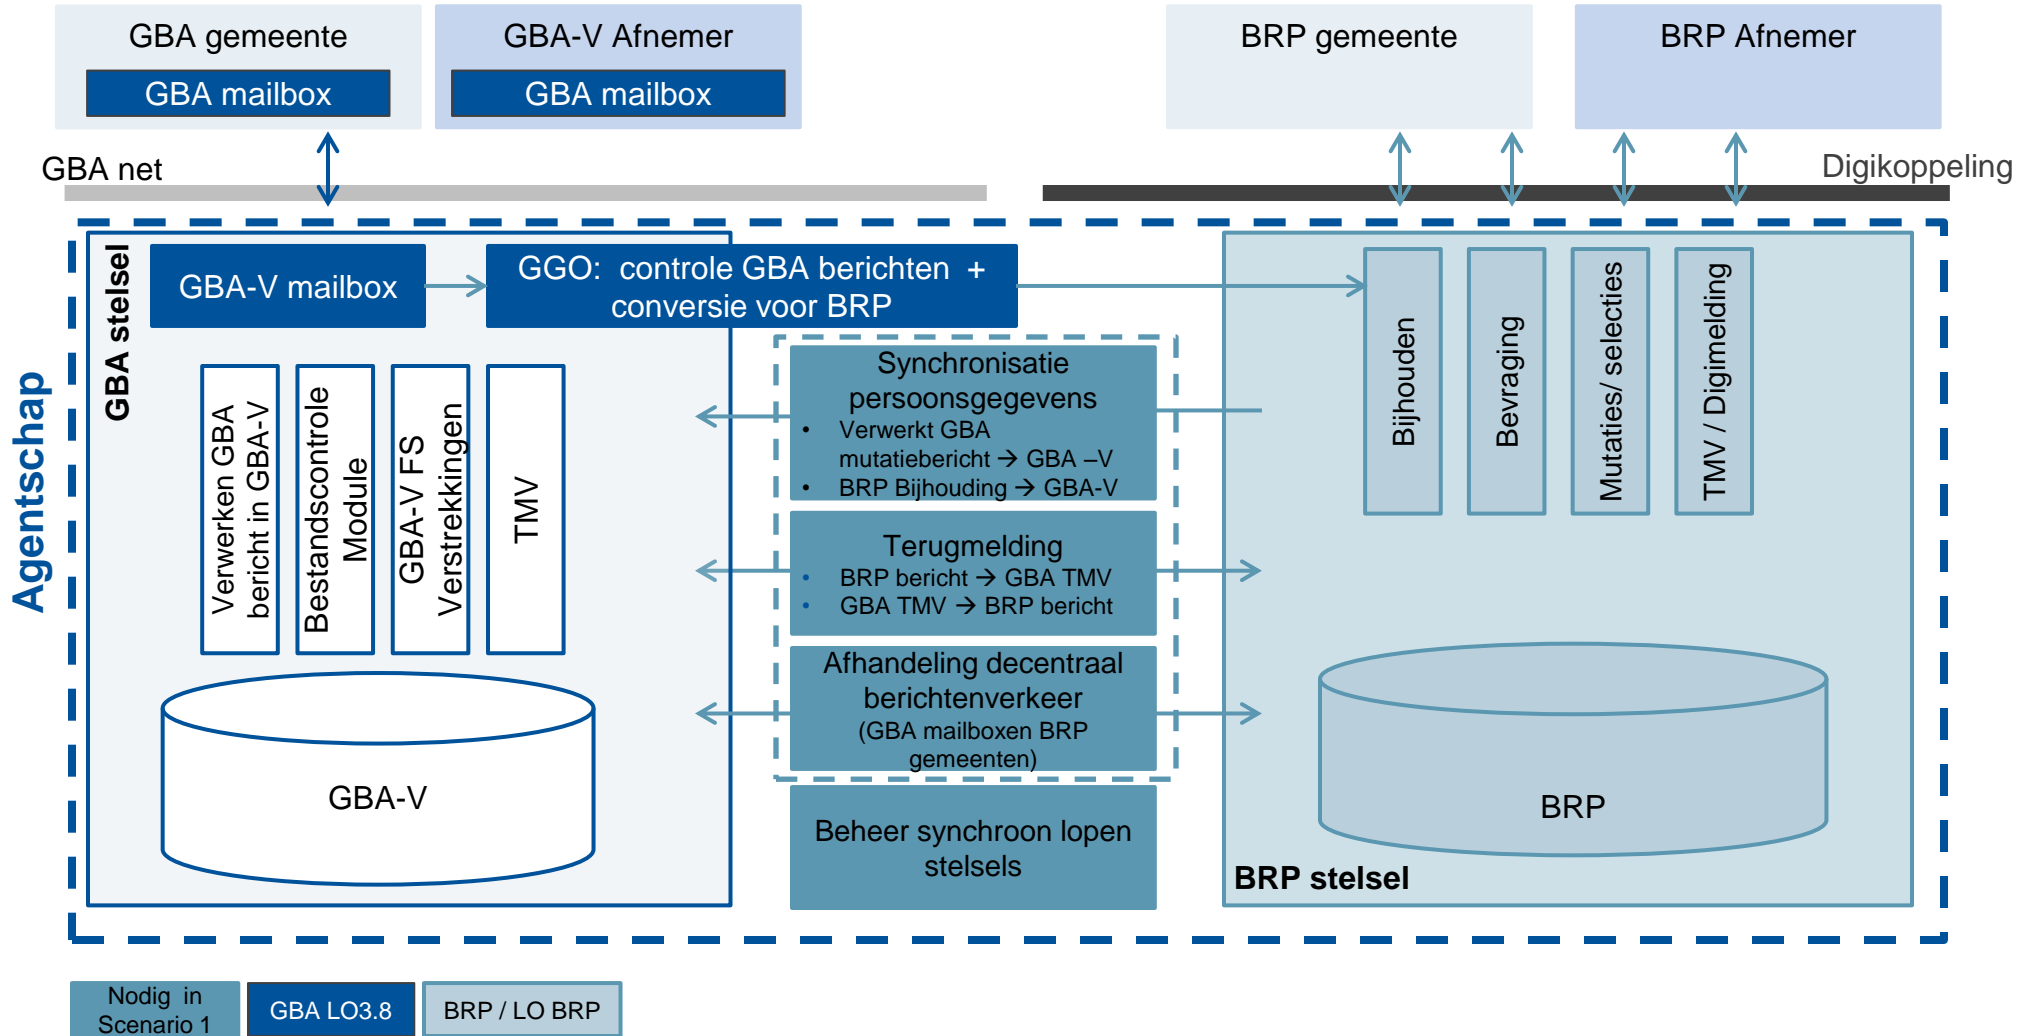 GBA gemeente
GBA mailbox
GBA-V Afnemer
GBA mailbox
BRP gemeente
BRP Afnemer
GBA net
Digikoppeling
Agentschap
GBA stelsel
GBA-V mailbox
GGO: controle GBA berichten +
conversie voor BRP
Verwerken GBA
bericht in GBA-V
Bestandscontrole
Module
GBA-V FS
Verstrekkingen
TMV
GBA-V
Synchronisatie
persoonsgegevens
• Verwerkt GBA
mutatiebericht → GBA –V
• BRP Bijhouding → GBA-V
Terugmelding
• BRP bericht → GBA TMV
• GBA TMV → BRP bericht
Afhandeling decentraal
berichtenverkeer
(GBA mailboxen BRP
gemeenten)
Beheer synchroon lopen
stelsels
Bijhouden
Bevraging
Mutaties/ selecties
TMV / Digimelding
BRP
BRP stelsel
Nodig in
Scenario 1
GBA LO3.8
BRP / LO BRP